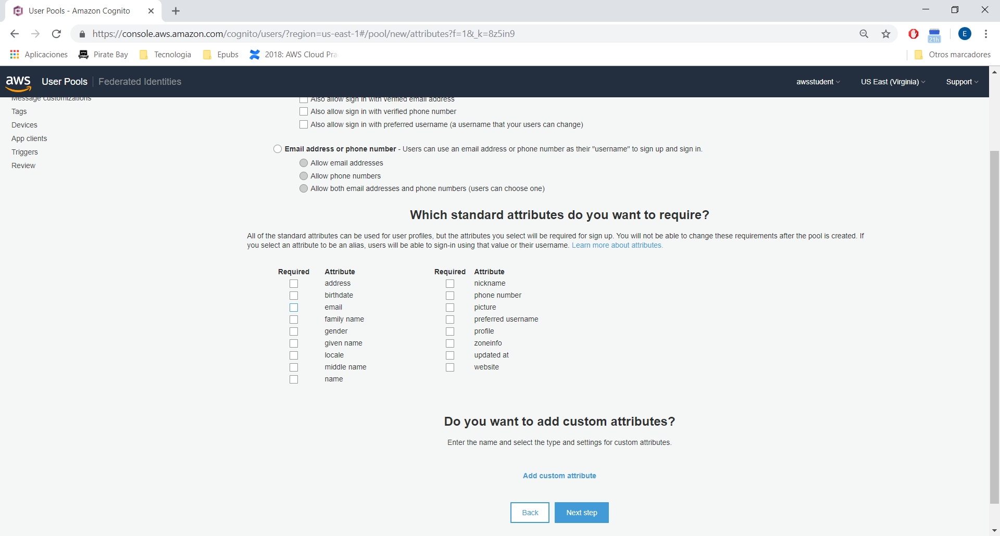 User Pools - Amazon Cognito
https://console.aws.amazon.com/cognito/users/?region=us-east-1#/pool/new/attributes?f=1&_k=8z5in9
21h
E
Aplicaciones
Pirate Bay
Tecnologia
Epubs
2018: AWS Cloud Pra
Otros marcadores
aws
User Pools
Federated Identities
awsstudent
US East (Virginia)
Support
Message customizations
Tags
Devices
App clients
Triggers
Review
Also allow sign in with verified email address
Also allow sign in with verified phone number
Also allow sign in with preferred username (a username that your users can change)
Email address or phone number - Users can use an email address or phone number as their "username" to sign up and sign in.
Allow email addresses
Allow phone numbers
Allow both email addresses and phone numbers (users can choose one)
Which standard attributes do you want to require?
All of the standard attributes can be used for user profiles, but the attributes you select will be required for sign up. You will not be able to change these requirements after the pool is created. If
you select an attribute to be an alias, users will be able to sign-in using that value or their username. Learn more about attributes.
Required Attribute
address
birthdate
email
family name
gender
given name
locale
middle name
name
Required Attribute
nickname
phone number
picture
preferred username
profile
zoneinfo
updated at
website
Do you want to add custom attributes?
Enter the name and select the type and settings for custom attributes.
Add custom attribute
Back
Next step